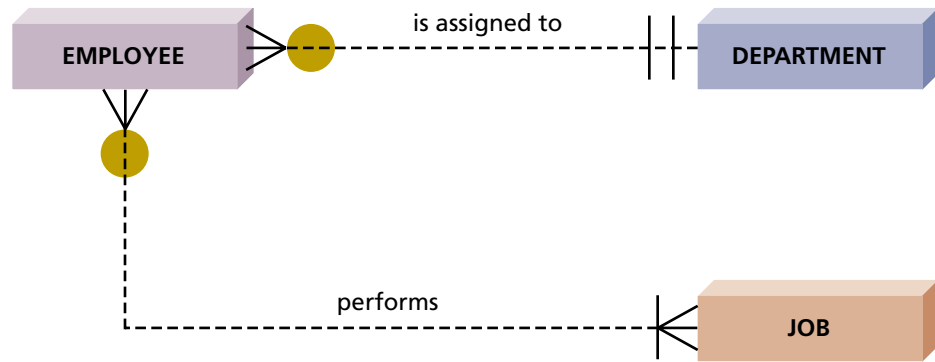 is assigned to
EMPLOYEE
DEPARTMENT
performs
JOB